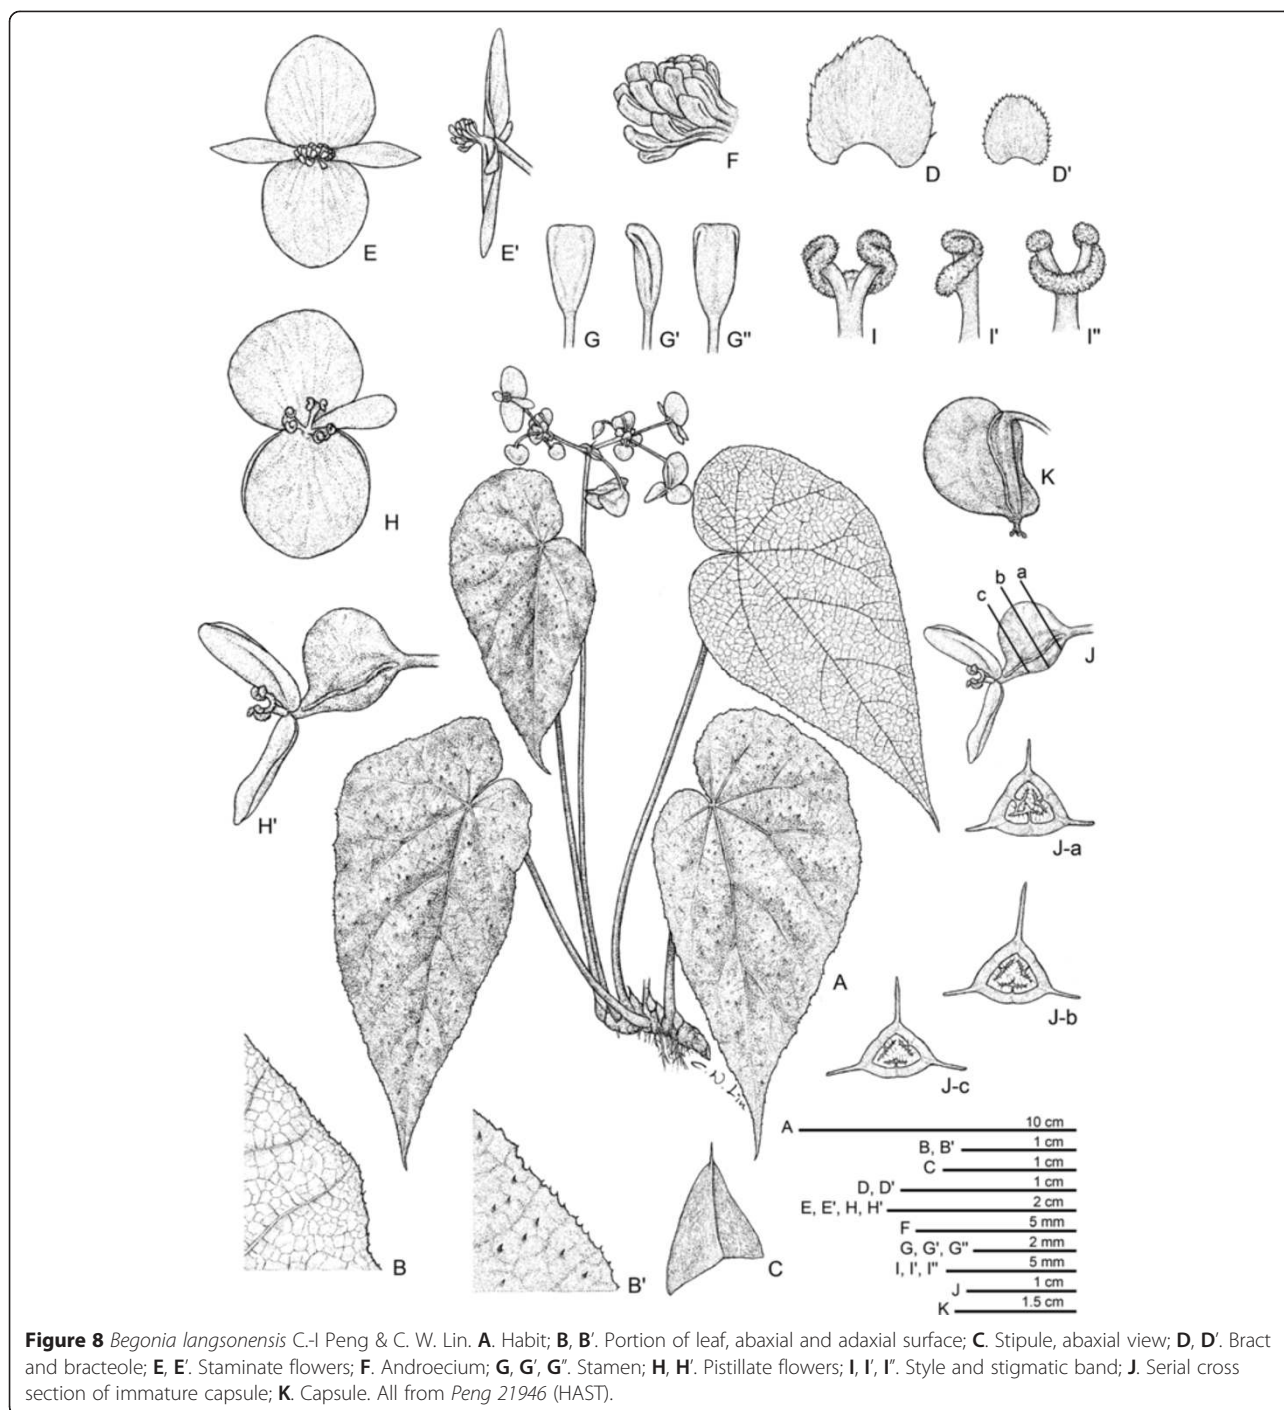 E
E'
F
D
D'
G
G'
G"
I
I'
I"
H
K
a
b
c
J
H'
J-a
A
J-b
J-c
C. W. Lin
A 10 cm
B, B' 1 cm
C 1 cm
D, D' 1 cm
E, E', H, H' 2 cm
F 5 mm
G, G', G" 2 mm
I, I', I" 5 mm
J 1 cm
K 1.5 cm
B
B'
C
Figure 8 Begonia langsonensis C.-I Peng & C. W. Lin. A. Habit; B, B′. Portion of leaf, abaxial and adaxial surface; C. Stipule, abaxial view; D, D′. Bract
and bracteole; E, E′. Staminate flowers; F. Androecium; G, G′, G″. Stamen; H, H′. Pistillate flowers; I, I′, I″. Style and stigmatic band; J. Serial cross
section of immature capsule; K. Capsule. All from Peng 21946 (HAST).